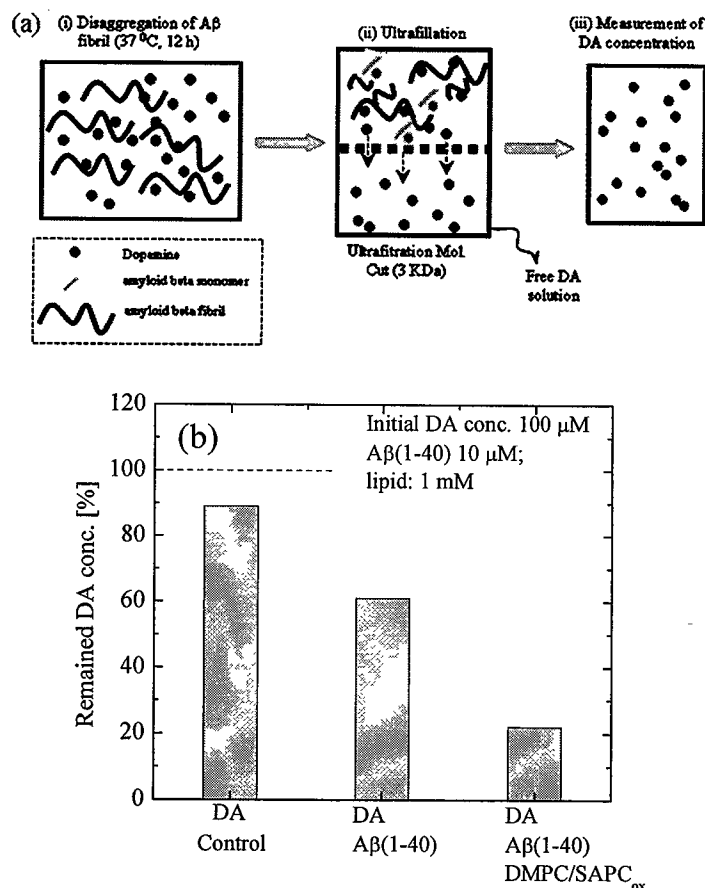 (a)
(i) Disaggregation of Aβ
fibril (37 ⁰C, 12 h)
(ii) Ultrafillation
(iii) Measurement of
DA concentration
Dopamine
amyloid beta monomer
amyloid beta fibril
Ultrafitration Mol.
Cut (3 KDa)
Free DA
solution
(b)
Initial DA conc. 100 μM
Aβ(1-40) 10 μM;
lipid: 1 mM
Remained DA conc. [%]
120
100
80
60
40
20
0
DA
Control
DA
Aβ(1-40)
DA
Aβ(1-40)
DMPC/SAPCox